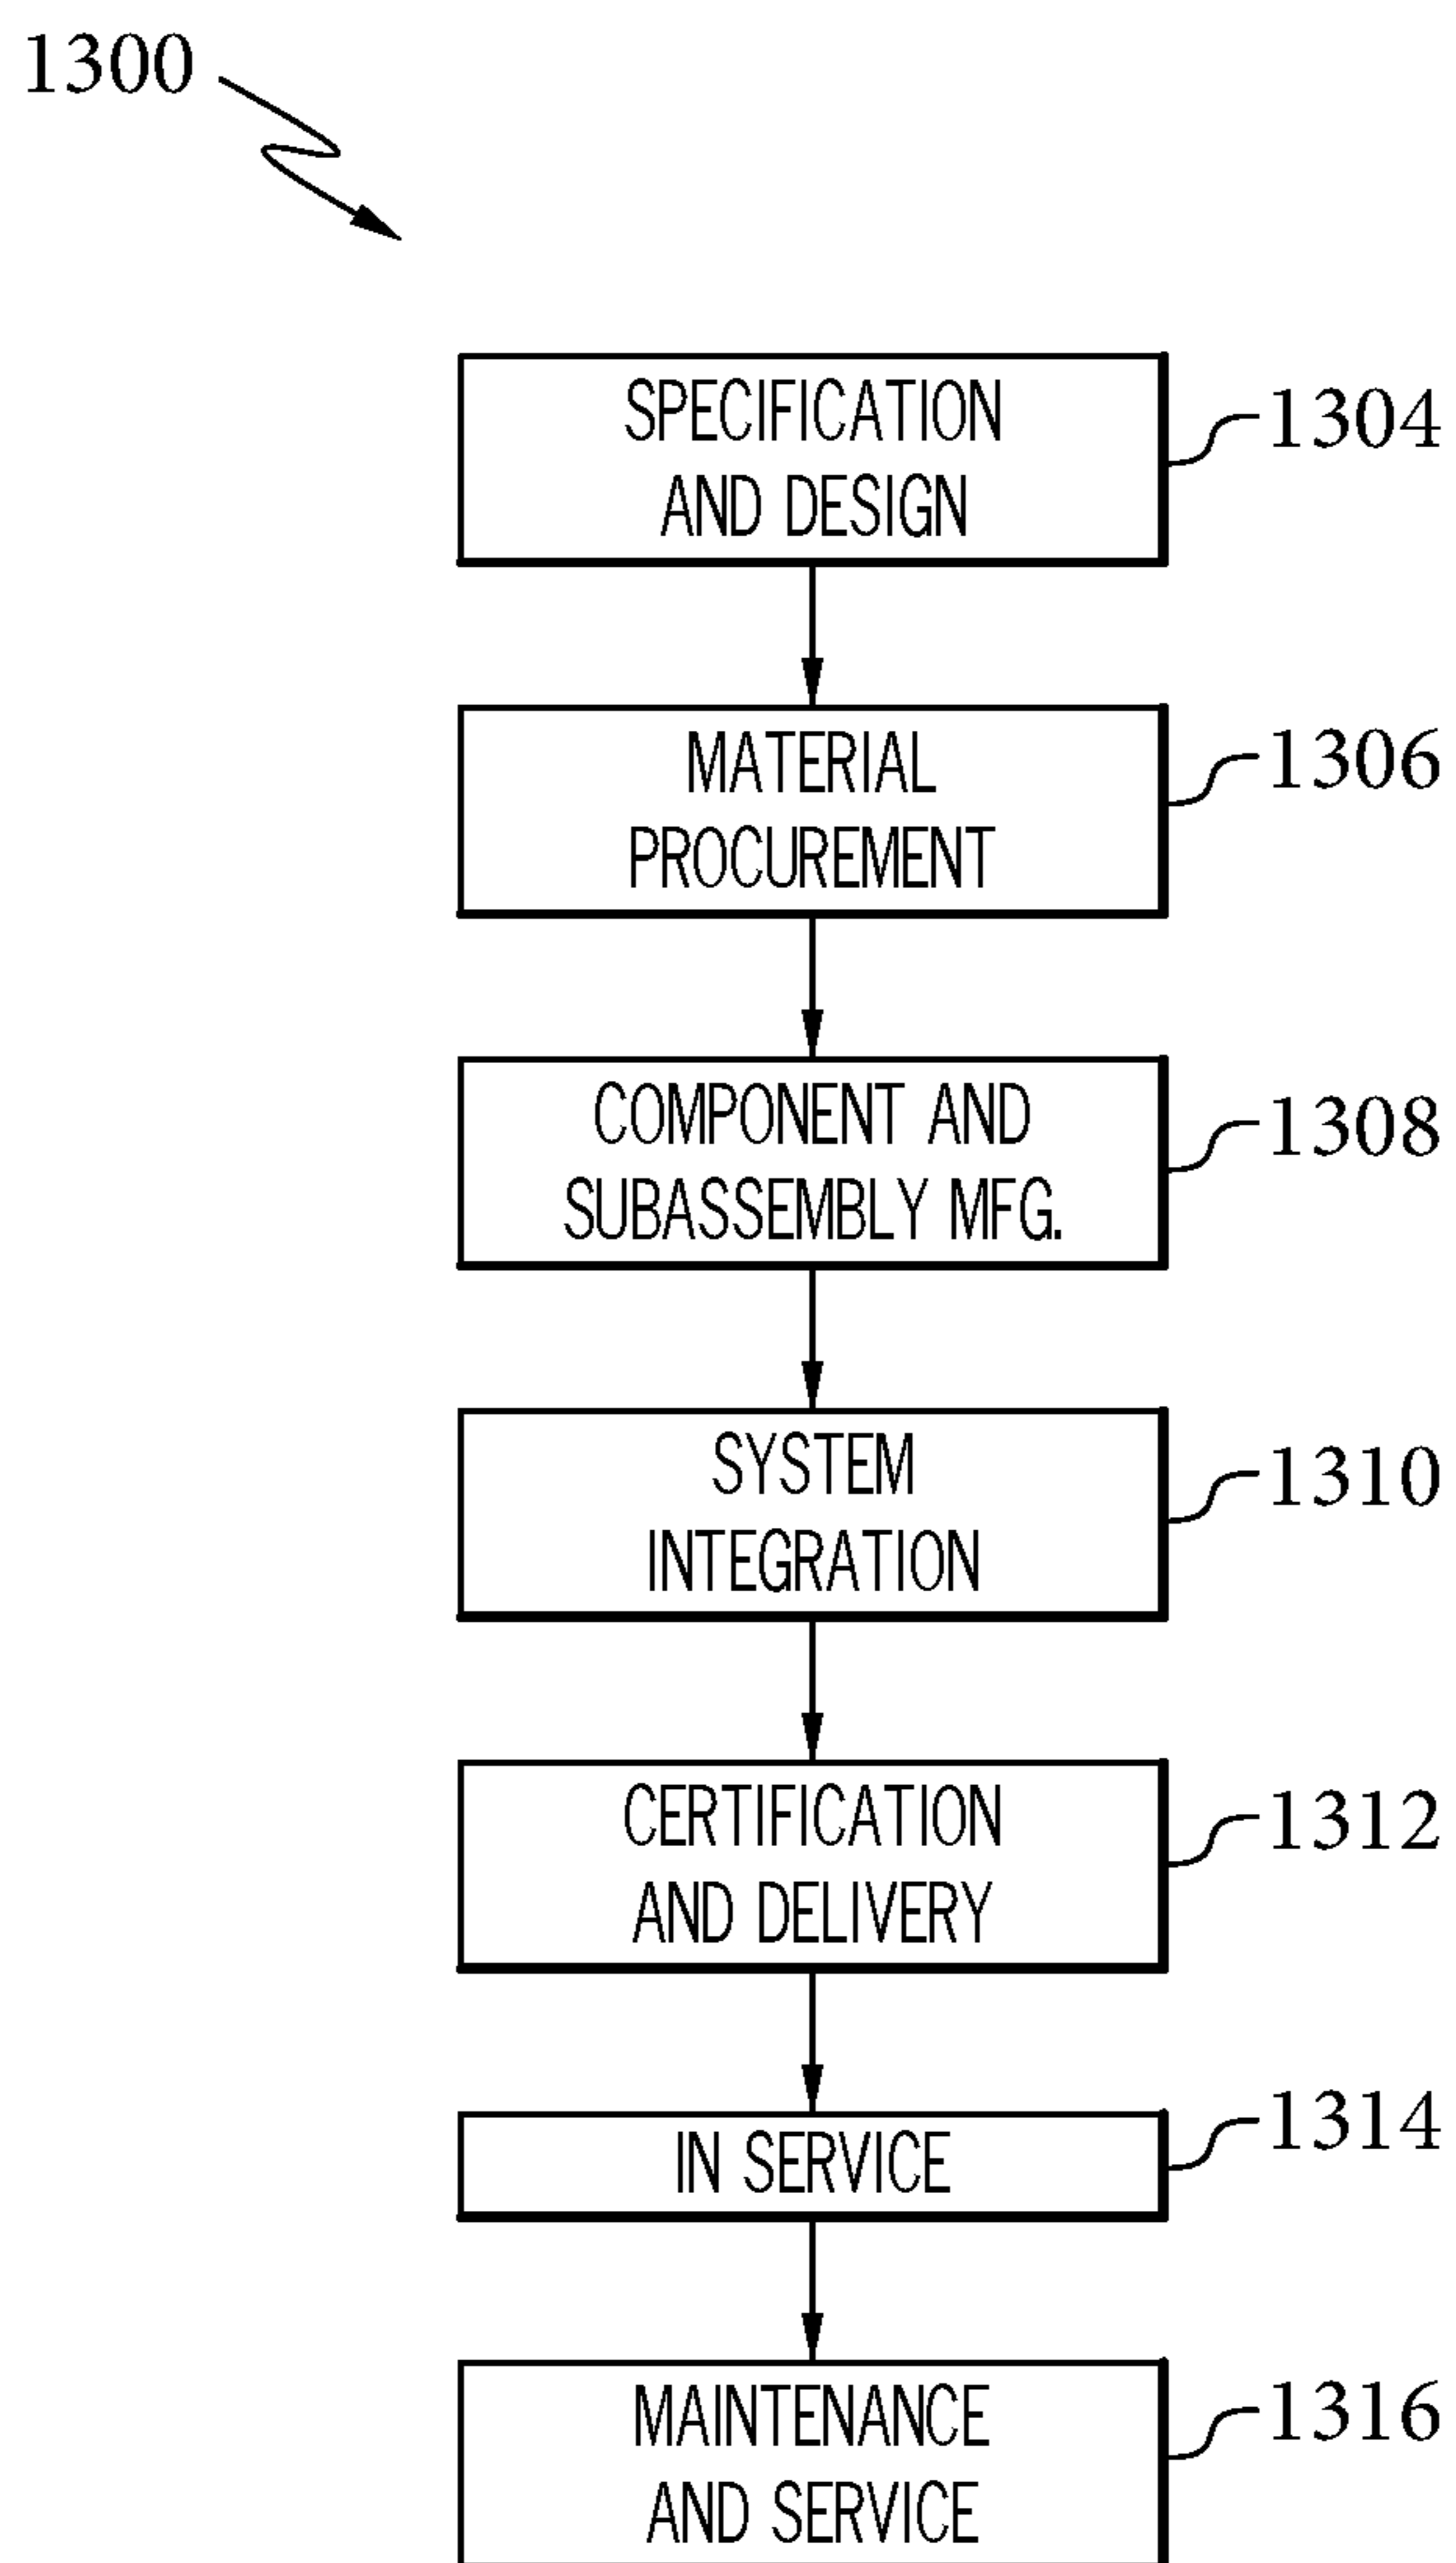 1300
SPECIFICATION
AND DESIGN
1304
MATERIAL
PROCUREMENT
1306
COMPONENT AND
SUBASSEMBLY MFG.
1308
SYSTEM
INTEGRATION
1310
CERTIFICATION
AND DELIVERY
1312
IN SERVICE
1314
MAINTENANCE
AND SERVICE
1316